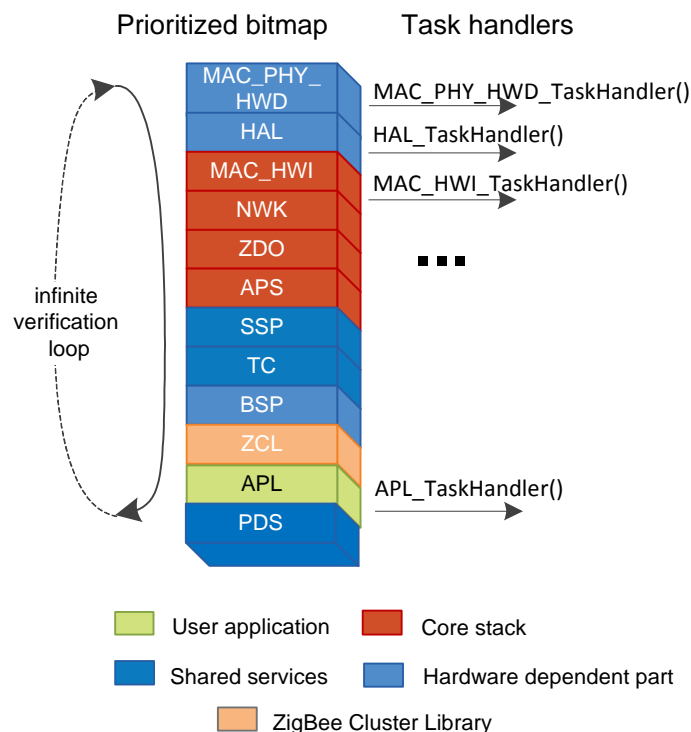 Prioritized bitmap Task handlers
MAC_PHY_
HWD
MAC_PHY_HWD_TaskHandler()
HAL
HAL_TaskHandler()
MAC_HWI
MAC_HWI_TaskHandler()
NWK
ZDO
...
APS
infinite
verification
loop
SSP
TC
BSP
ZCL
APL
APL_TaskHandler()
PDS
User application
Core stack
Shared services
Hardware dependent part
ZigBee Cluster Library